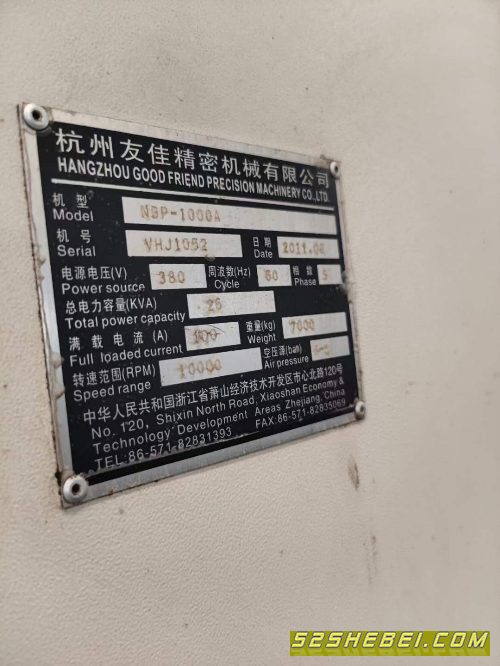 杭州友佳精密机械有限公司
HANGZHOU GOOD FRIEND PRECISION MACHINERY CO.,LTD.
机型 Model NBP-1000A
机号 Serial VHJ1052 日期 Date 2011.
电源电压(V) Power source 380 周波数(Hz) Cycle 相数 Phase
总电力容量(KVA) Total power capacity 25
满载电流(A) Full loaded current 重量(kg) Weight 7000
转速范围(RPM) Speed range 10000 空压源(bar) Air pressure
中华人民共和国浙江省萧山经济技术开发区市心北路120号
No. 120, Shixin North Road, Xiaoshan Economy &
Technology Development Areas Zhejiang, China
TEL:86-571-82831393 FAX:86-571-82835069
52SHEBEI.COM